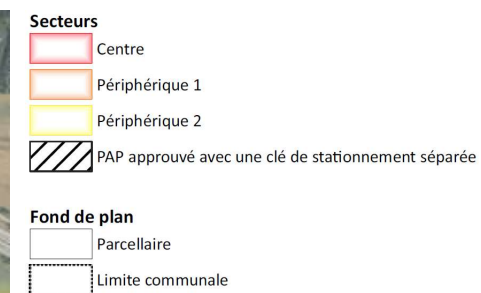 Secteurs
Centre
Périphérique 1
Périphérique 2
PAP approuvé avec une clé de stationnement séparée
Fond de plan
Parcellaire
Limite communale